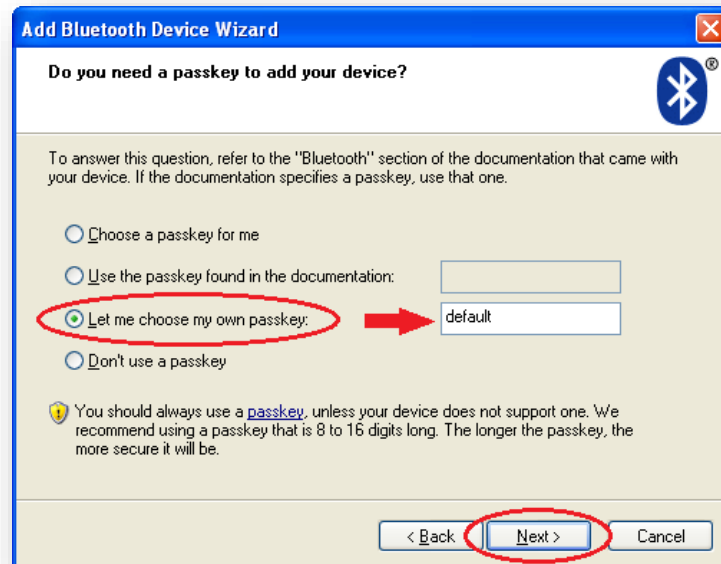 Add Bluetooth Device Wizard
Do you need a passkey to add your device?
®
To answer this question, refer to the "Bluetooth" section of the documentation that came with
your device. If the documentation specifies a passkey, use that one.
Choose a passkey for me
Use the passkey found in the documentation:
Let me choose my own passkey: default
Don't use a passkey
You should always use a passkey, unless your device does not support one. We
recommend using a passkey that is 8 to 16 digits long. The longer the passkey, the
more secure it will be.
< Back Next > Cancel